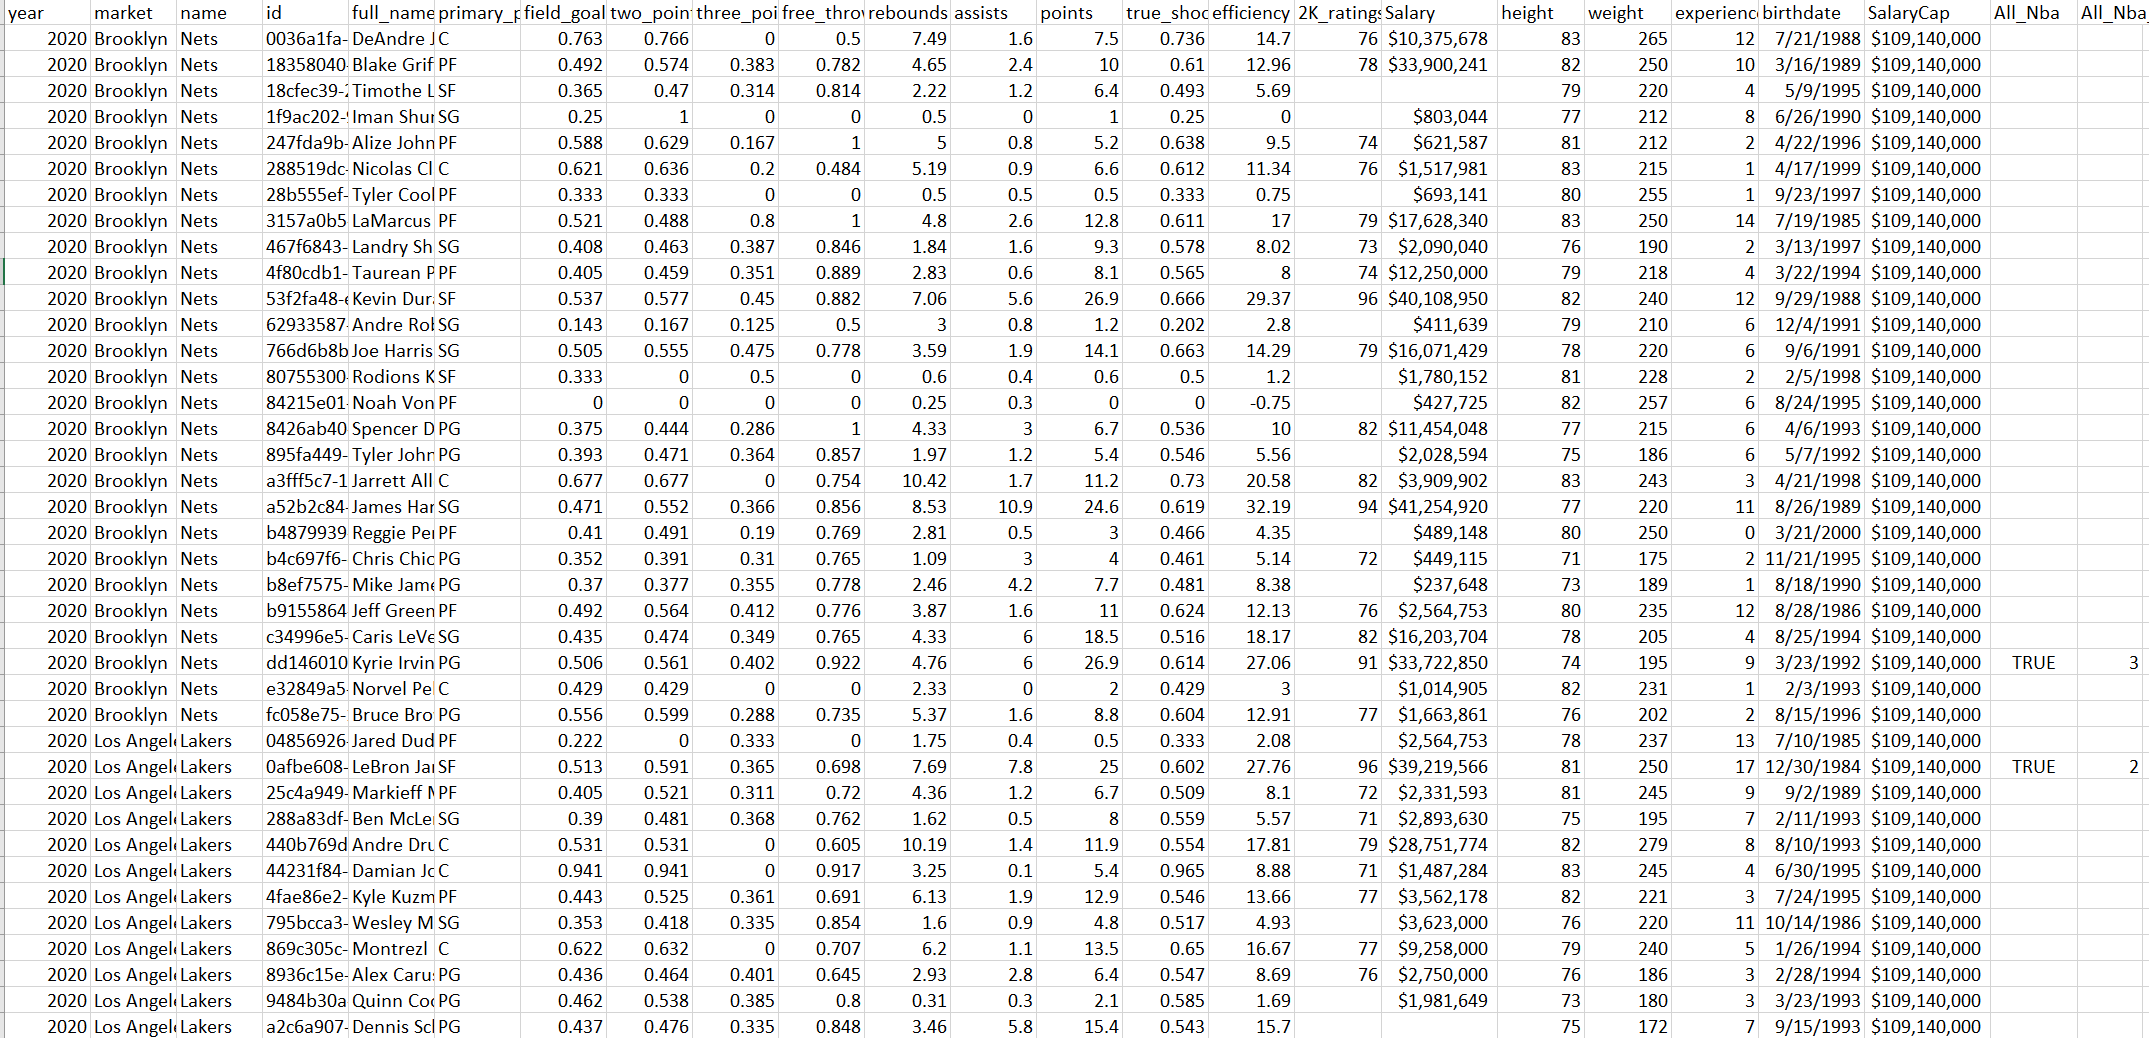 year market name id full_name primary_p field_goal two_poin three_poi free_throw rebounds assists points true_shoo efficiency 2K_ratings Salary height weight experience birthdate SalaryCap All_Nba All_Nba_
2020 Brooklyn Nets 0036a1fa- DeAndre J C 0.763 0.766 0 0.5 7.49 1.6 7.5 0.736 14.7 76 $10,375,678 83 265 12 7/21/1988 $109,140,000
2020 Brooklyn Nets 18358040- Blake Grif PF 0.492 0.574 0.383 0.782 4.65 2.4 10 0.61 12.96 78 $33,900,241 82 250 10 3/16/1989 $109,140,000
2020 Brooklyn Nets 18cfec39-2 Timothe L SF 0.365 0.47 0.314 0.814 2.22 1.2 6.4 0.493 5.69 79 220 4 5/9/1995 $109,140,000
2020 Brooklyn Nets 1f9ac202- Iman Shur SG 0.25 1 0 0 0.5 0 1 0.25 0 $803,044 77 212 8 6/26/1990 $109,140,000
2020 Brooklyn Nets 247fda9b- Alize John PF 0.588 0.629 0.167 1 5 0.8 5.2 0.638 9.5 74 $621,587 81 212 2 4/22/1996 $109,140,000
2020 Brooklyn Nets 288519dc- Nicolas Cl C 0.621 0.636 0.2 0.484 5.19 0.9 6.6 0.612 11.34 76 $1,517,981 83 215 1 4/17/1999 $109,140,000
2020 Brooklyn Nets 28b555ef- Tyler Cool PF 0.333 0.333 0 0 0.5 0.5 0.5 0.333 0.75 $693,141 80 255 1 9/23/1997 $109,140,000
2020 Brooklyn Nets 3157a0b5 LaMarcus PF 0.521 0.488 0.8 1 4.8 2.6 12.8 0.611 17 79 $17,628,340 83 250 14 7/19/1985 $109,140,000
2020 Brooklyn Nets 467f6843- Landry Sh SG 0.408 0.463 0.387 0.846 1.84 1.6 9.3 0.578 8.02 73 $2,090,040 76 190 2 3/13/1997 $109,140,000
2020 Brooklyn Nets 4f80cdb1- Taurean P PF 0.405 0.459 0.351 0.889 2.83 0.6 8.1 0.565 8 74 $12,250,000 79 218 4 3/22/1994 $109,140,000
2020 Brooklyn Nets 53f2fa48-e Kevin Dur SF 0.537 0.577 0.45 0.882 7.06 5.6 26.9 0.666 29.37 96 $40,108,950 82 240 12 9/29/1988 $109,140,000
2020 Brooklyn Nets 62933587- Andre Rol SG 0.143 0.167 0.125 0.5 3 0.8 1.2 0.202 2.8 $411,639 79 210 6 12/4/1991 $109,140,000
2020 Brooklyn Nets 766d6b8b Joe Harris SG 0.505 0.555 0.475 0.778 3.59 1.9 14.1 0.663 14.29 79 $16,071,429 78 220 6 9/6/1991 $109,140,000
2020 Brooklyn Nets 80755300- Rodions K SF 0.333 0 0.5 0 0.6 0.4 0.6 0.5 1.2 $1,780,152 81 228 2 2/5/1998 $109,140,000
2020 Brooklyn Nets 84215e01- Noah Von PF 0 0 0 0 0.25 0.3 0 0 -0.75 $427,725 82 257 6 8/24/1995 $109,140,000
2020 Brooklyn Nets 8426ab40 Spencer D PG 0.375 0.444 0.286 1 4.33 3 6.7 0.536 10 82 $11,454,048 77 215 6 4/6/1993 $109,140,000
2020 Brooklyn Nets 895fa449- Tyler John PG 0.393 0.471 0.364 0.857 1.97 1.2 5.4 0.546 5.56 $2,028,594 75 186 6 5/7/1992 $109,140,000
2020 Brooklyn Nets a3fff5c7-1 Jarrett All C 0.677 0.677 0 0.754 10.42 1.7 11.2 0.73 20.58 82 $3,909,902 83 243 3 4/21/1998 $109,140,000
2020 Brooklyn Nets a52b2c84- James Har SG 0.471 0.552 0.366 0.856 8.53 10.9 24.6 0.619 32.19 94 $41,254,920 77 220 11 8/26/1989 $109,140,000
2020 Brooklyn Nets b4879939 Reggie Per PF 0.41 0.491 0.19 0.769 2.81 0.5 3 0.466 4.35 $489,148 80 250 0 3/21/2000 $109,140,000
2020 Brooklyn Nets b4c697f6- Chris Chio PG 0.352 0.391 0.31 0.765 1.09 3 4 0.461 5.14 72 $449,115 71 175 2 11/21/1995 $109,140,000
2020 Brooklyn Nets b8ef7575- Mike Jame PG 0.37 0.377 0.355 0.778 2.46 4.2 7.7 0.481 8.38 $237,648 73 189 1 8/18/1990 $109,140,000
2020 Brooklyn Nets b9155864 Jeff Green PF 0.492 0.564 0.412 0.776 3.87 1.6 11 0.624 12.13 76 $2,564,753 80 235 12 8/28/1986 $109,140,000
2020 Brooklyn Nets c34996e5- Caris LeVe SG 0.435 0.474 0.349 0.765 4.33 6 18.5 0.516 18.17 82 $16,203,704 78 205 4 8/25/1994 $109,140,000
2020 Brooklyn Nets dd146010 Kyrie Irvin PG 0.506 0.561 0.402 0.922 4.76 6 26.9 0.614 27.06 91 $33,722,850 74 195 9 3/23/1992 $109,140,000 TRUE 3
2020 Brooklyn Nets e32849a5- Norvel Pe C 0.429 0.429 0 0 2.33 0 2 0.429 3 $1,014,905 82 231 1 2/3/1993 $109,140,000
2020 Brooklyn Nets fc058e75- Bruce Bro PG 0.556 0.599 0.288 0.735 5.37 1.6 8.8 0.604 12.91 77 $1,663,861 76 202 2 8/15/1996 $109,140,000
2020 Los Angel Lakers 04856926- Jared Dud PF 0.222 0 0.333 0 1.75 0.4 0.5 0.333 2.08 $2,564,753 78 237 13 7/10/1985 $109,140,000
2020 Los Angel Lakers 0afbe608- LeBron Ja SF 0.513 0.591 0.365 0.698 7.69 7.8 25 0.602 27.76 96 $39,219,566 81 250 17 12/30/1984 $109,140,000 TRUE 2
2020 Los Angel Lakers 25c4a949- Markieff M PF 0.405 0.521 0.311 0.72 4.36 1.2 6.7 0.509 8.1 72 $2,331,593 81 245 9 9/2/1989 $109,140,000
2020 Los Angel Lakers 288a83df- Ben McLe SG 0.39 0.481 0.368 0.762 1.62 0.5 8 0.559 5.57 71 $2,893,630 75 195 7 2/11/1993 $109,140,000
2020 Los Angel Lakers 440b769d Andre Dru C 0.531 0.531 0 0.605 10.19 1.4 11.9 0.554 17.81 79 $28,751,774 82 279 8 8/10/1993 $109,140,000
2020 Los Angel Lakers 44231f84- Damian Jo C 0.941 0.941 0 0.917 3.25 0.1 5.4 0.965 8.88 71 $1,487,284 83 245 4 6/30/1995 $109,140,000
2020 Los Angel Lakers 4fae86e2- Kyle Kuzm PF 0.443 0.525 0.361 0.691 6.13 1.9 12.9 0.546 13.66 77 $3,562,178 82 221 3 7/24/1995 $109,140,000
2020 Los Angel Lakers 795bcca3- Wesley M SG 0.353 0.418 0.335 0.854 1.6 0.9 4.8 0.517 4.93 $3,623,000 76 220 11 10/14/1986 $109,140,000
2020 Los Angel Lakers 869c305c- Montrezl C 0.622 0.632 0 0.707 6.2 1.1 13.5 0.65 16.67 77 $9,258,000 79 240 5 1/26/1994 $109,140,000
2020 Los Angel Lakers 8936c15e- Alex Caru PG 0.436 0.464 0.401 0.645 2.93 2.8 6.4 0.547 8.69 76 $2,750,000 76 186 3 2/28/1994 $109,140,000
2020 Los Angel Lakers 9484b30a Quinn Coo PG 0.462 0.538 0.385 0.8 0.31 0.3 2.1 0.585 1.69 $1,981,649 73 180 3 3/23/1993 $109,140,000
2020 Los Angel Lakers a2c6a907- Dennis Scl PG 0.437 0.476 0.335 0.848 3.46 5.8 15.4 0.543 15.7 75 172 7 9/15/1993 $109,140,000